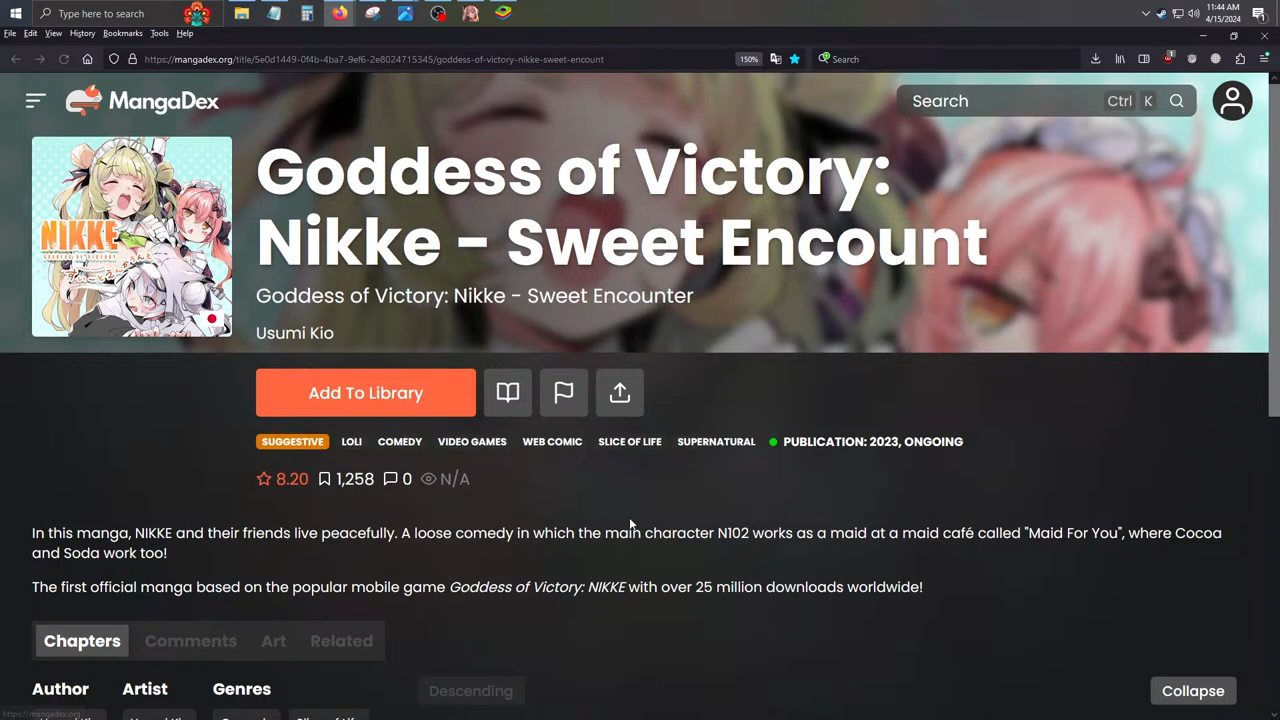 Type here to search
11:44 AM
4/15/2024
File Edit View History Bookmarks Tools Help
https://mangadex.org/title/5e0d1449-0f4b-4ba7-9ef6-2e8024715345/goddess-of-victory-nikke-sweet-encount
150%
Search
MangaDex
Search Ctrl K
NIKKE
Goddess of Victory:
Nikke - Sweet Encount
Goddess of Victory: Nikke - Sweet Encounter
Usumi Kio
Add To Library
SUGGESTIVE LOLI COMEDY VIDEO GAMES WEB COMIC SLICE OF LIFE SUPERNATURAL PUBLICATION: 2023, ONGOING
8.20 1,258 0 N/A
In this manga, NIKKE and their friends live peacefully. A loose comedy in which the main character N102 works as a maid at a maid café called "Maid For You", where Cocoa
and Soda work too!
The first official manga based on the popular mobile game Goddess of Victory: NIKKE with over 25 million downloads worldwide!
Chapters Comments Art Related
Author Artist Genres Descending Collapse
https://mangadex.org